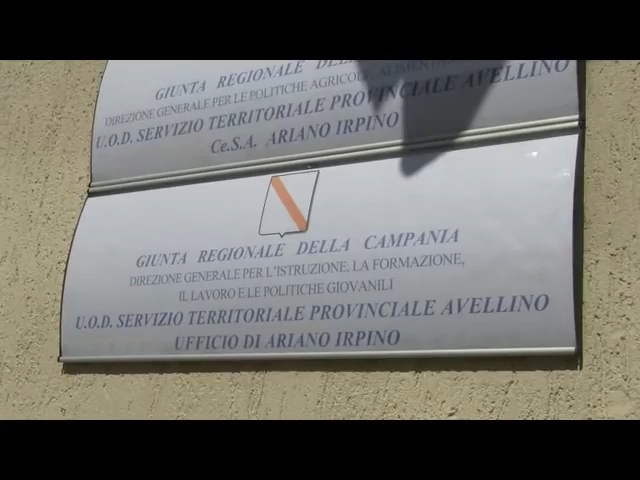 GIUNTA REGIONALE DELLA
DIREZIONE GENERALE PER LE POLITICHE AGRICOLE, ALIMENTARI
U.O.D. SERVIZIO TERRITORIALE PROVINCIALE AVELLINO
Ce.S.A. ARIANO IRPINO
GIUNTA REGIONALE DELLA CAMPANIA
DIREZIONE GENERALE PER L'ISTRUZIONE, LA FORMAZIONE,
IL LAVORO E LE POLITICHE GIOVANILI
U.O.D. SERVIZIO TERRITORIALE PROVINCIALE AVELLINO
UFFICIO DI ARIANO IRPINO